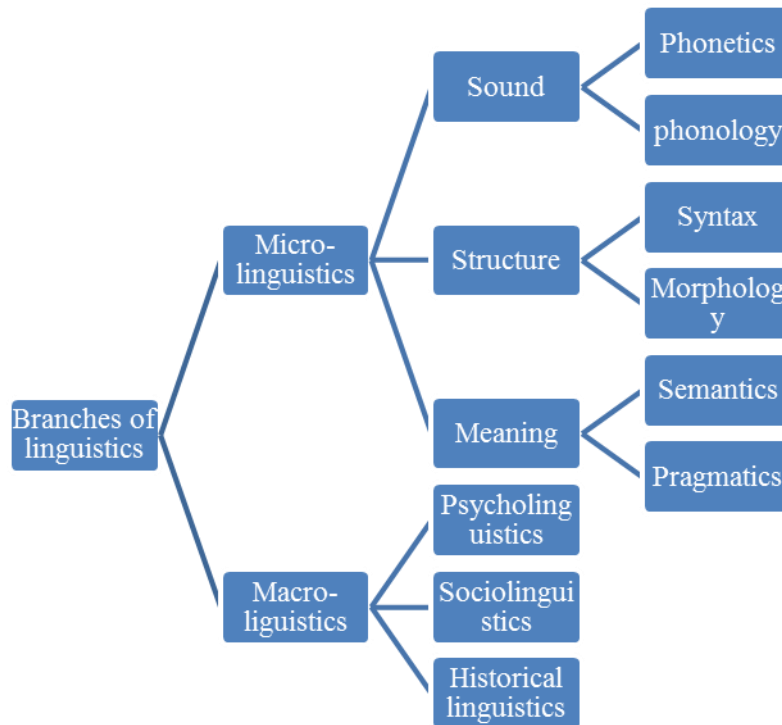 Phonetics
Sound
phonology
Syntax
Micro-
linguistics
Structure
Morpholog
y
Semantics
Branches of
linguistics
Meaning
Pragmatics
Psycholing
uistics
Macro-
liguistics
Sociolingui
stics
Historical
linguistics